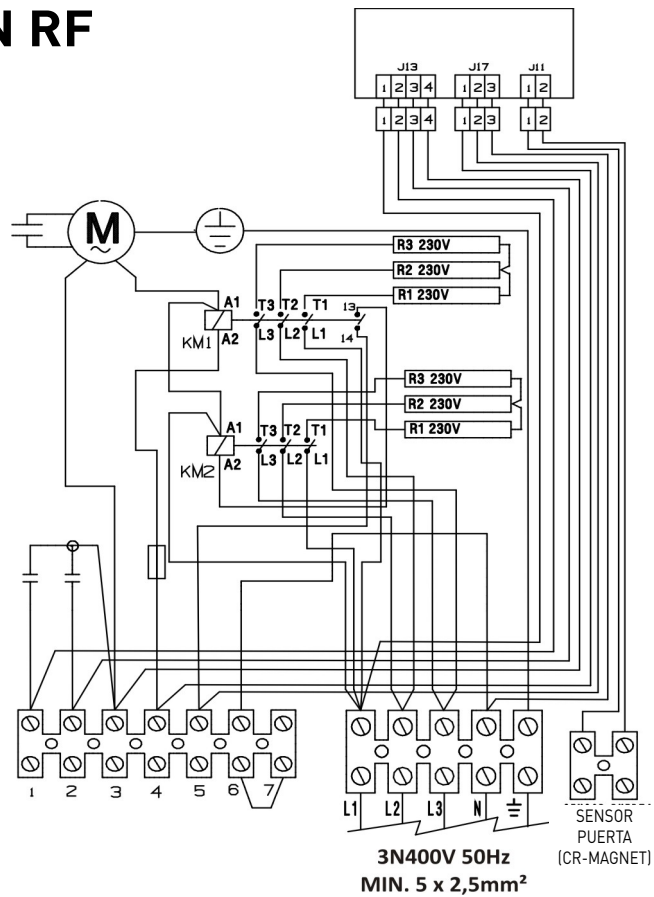 N RF
J13 J17 J11
1 2 3 4 1 2 3 1 2
1 2 3 4 1 2 3 1 2
M
~
R3 230V
R2 230V
R1 230V
A1 T3 T2 T1 13
KM1 A2 L3 L2 L1 14
R3 230V
R2 230V
R1 230V
A1 T3 T2 T1
KM2 A2 L3 L2 L1
1 2 3 4 5 6 7
L1 L2 L3 N
3N400V 50Hz
MIN. 5 x 2,5mm²
SENSOR
PUERTA
(CR-MAGNET)